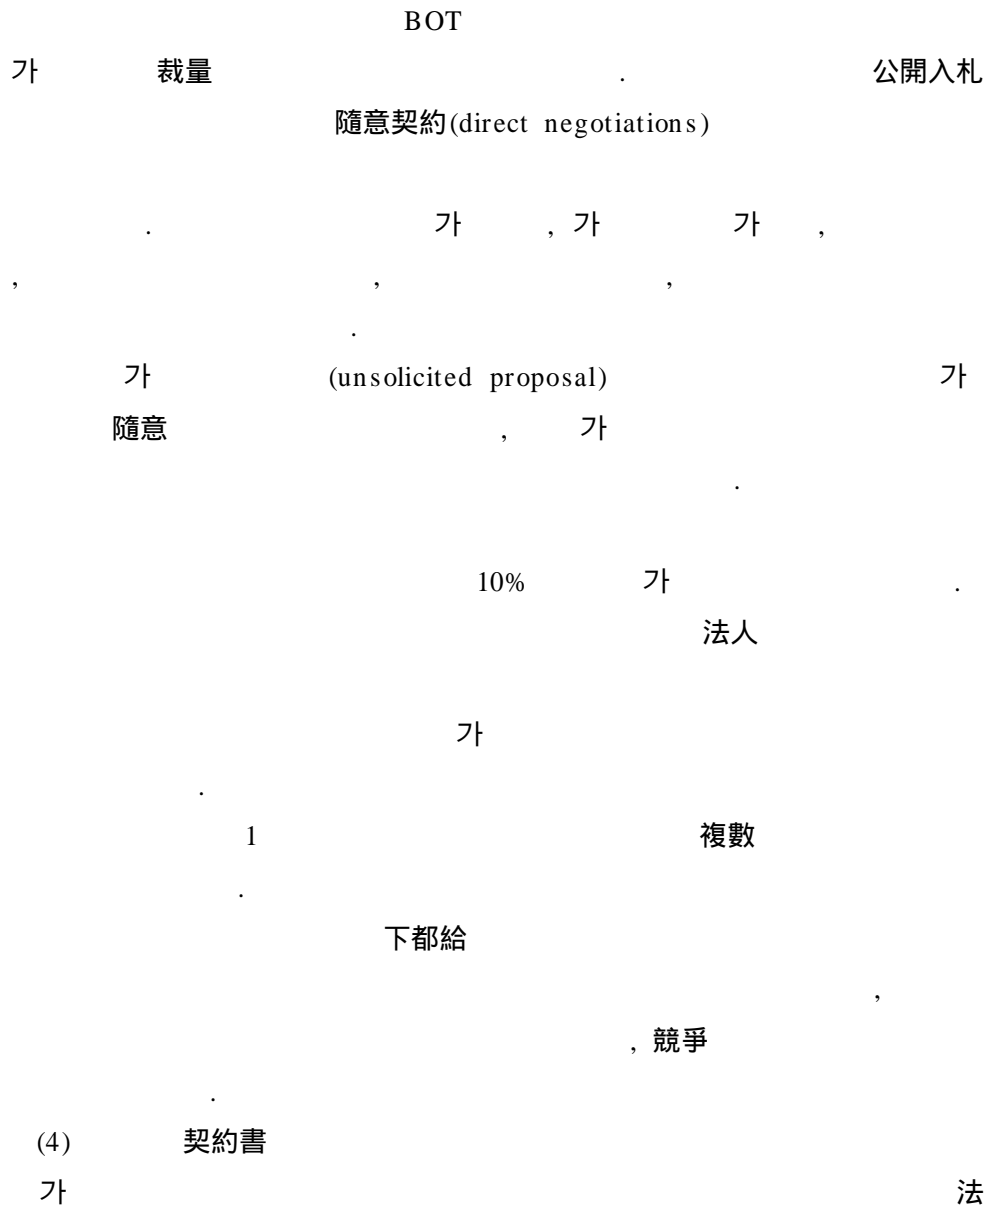 BOT
가 裁量 . 公開入札
隨意契約(direct negotiations)
. 가 , 가 가 ,
, , ,
.
가 (unsolicited proposal) 가
隨意 , 가
.
10% 가 .
法人
가
.
1 複數
.
下都給
,
, 競爭
.
(4) 契約書
가 法